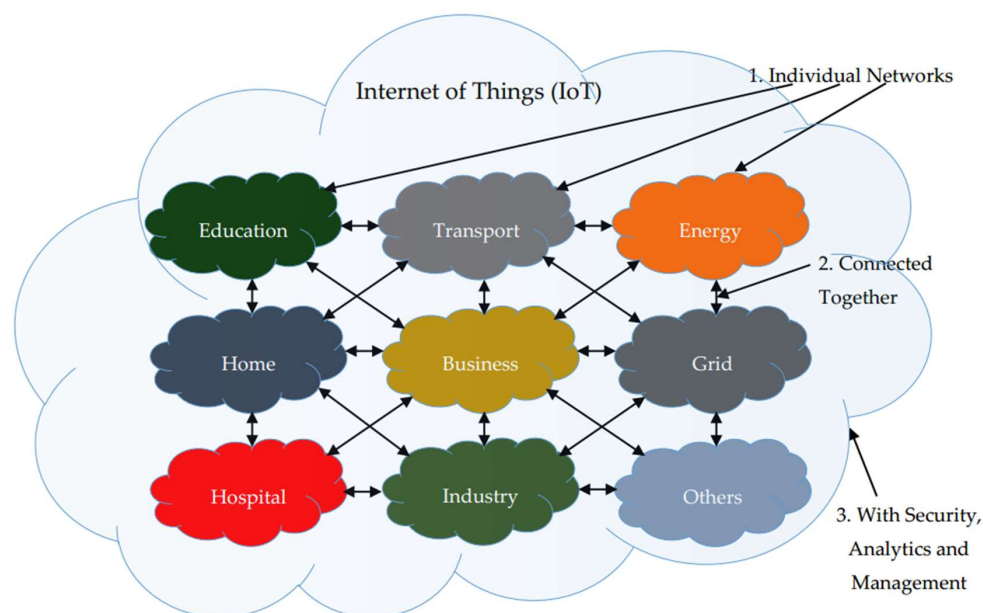 1. Individual Networks
Internet of Things (IoT)
Education
Transport
Energy
2. Connected
Together
Home
Business
Grid
Hospital
Industry
Others
3. With Security,
Analytics and
Management